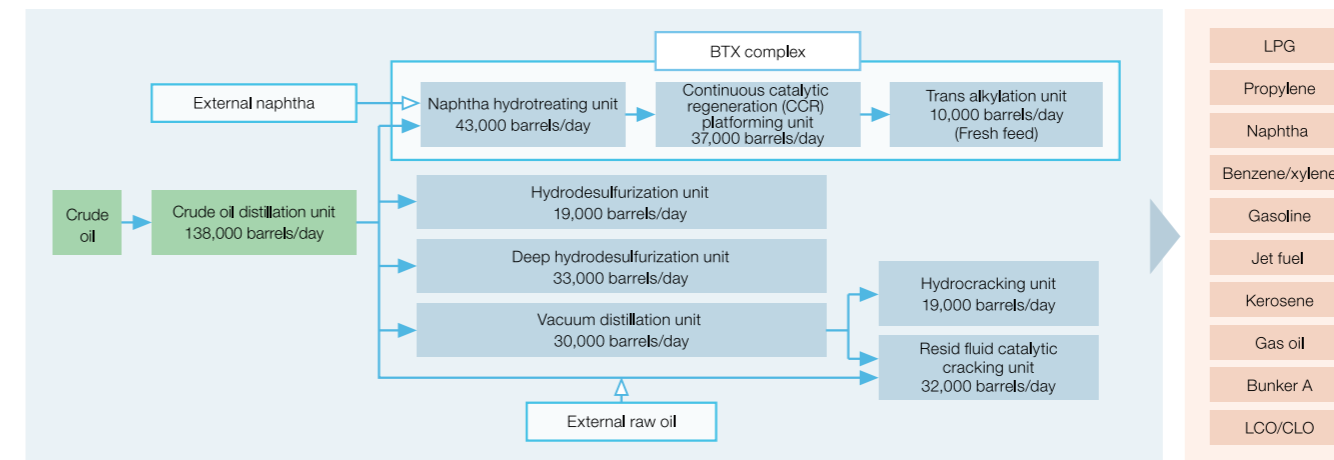 BTX complex
External naphtha
Naphtha hydrotreating unit
43,000 barrels/day
Continuous catalytic
regeneration (CCR)
platforming unit
37,000 barrels/day
Trans alkylation unit
10,000 barrels/day
(Fresh feed)
Crude
oil
Crude oil distillation unit
138,000 barrels/day
Hydrodesulfurization unit
19,000 barrels/day
Deep hydrodesulfurization unit
33,000 barrels/day
Vacuum distillation unit
30,000 barrels/day
Hydrocracking unit
19,000 barrels/day
Resid fluid catalytic
cracking unit
32,000 barrels/day
External raw oil
LPG
Propylene
Naphtha
Benzene/xylene
Gasoline
Jet fuel
Kerosene
Gas oil
Bunker A
LCO/CLO